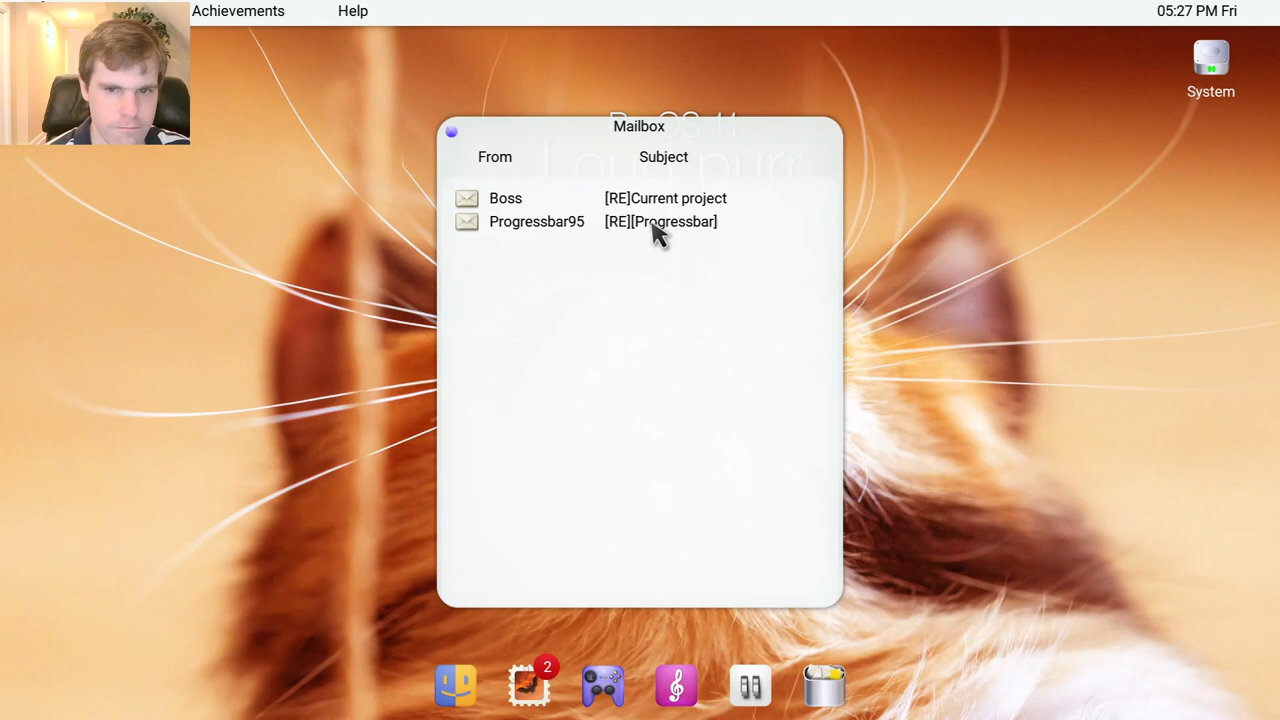 Achievements Help 05:27 PM Fri
System
Mailbox
From Subject
Boss [RE]Current project
Progressbar95 [RE][Progressbar]
2